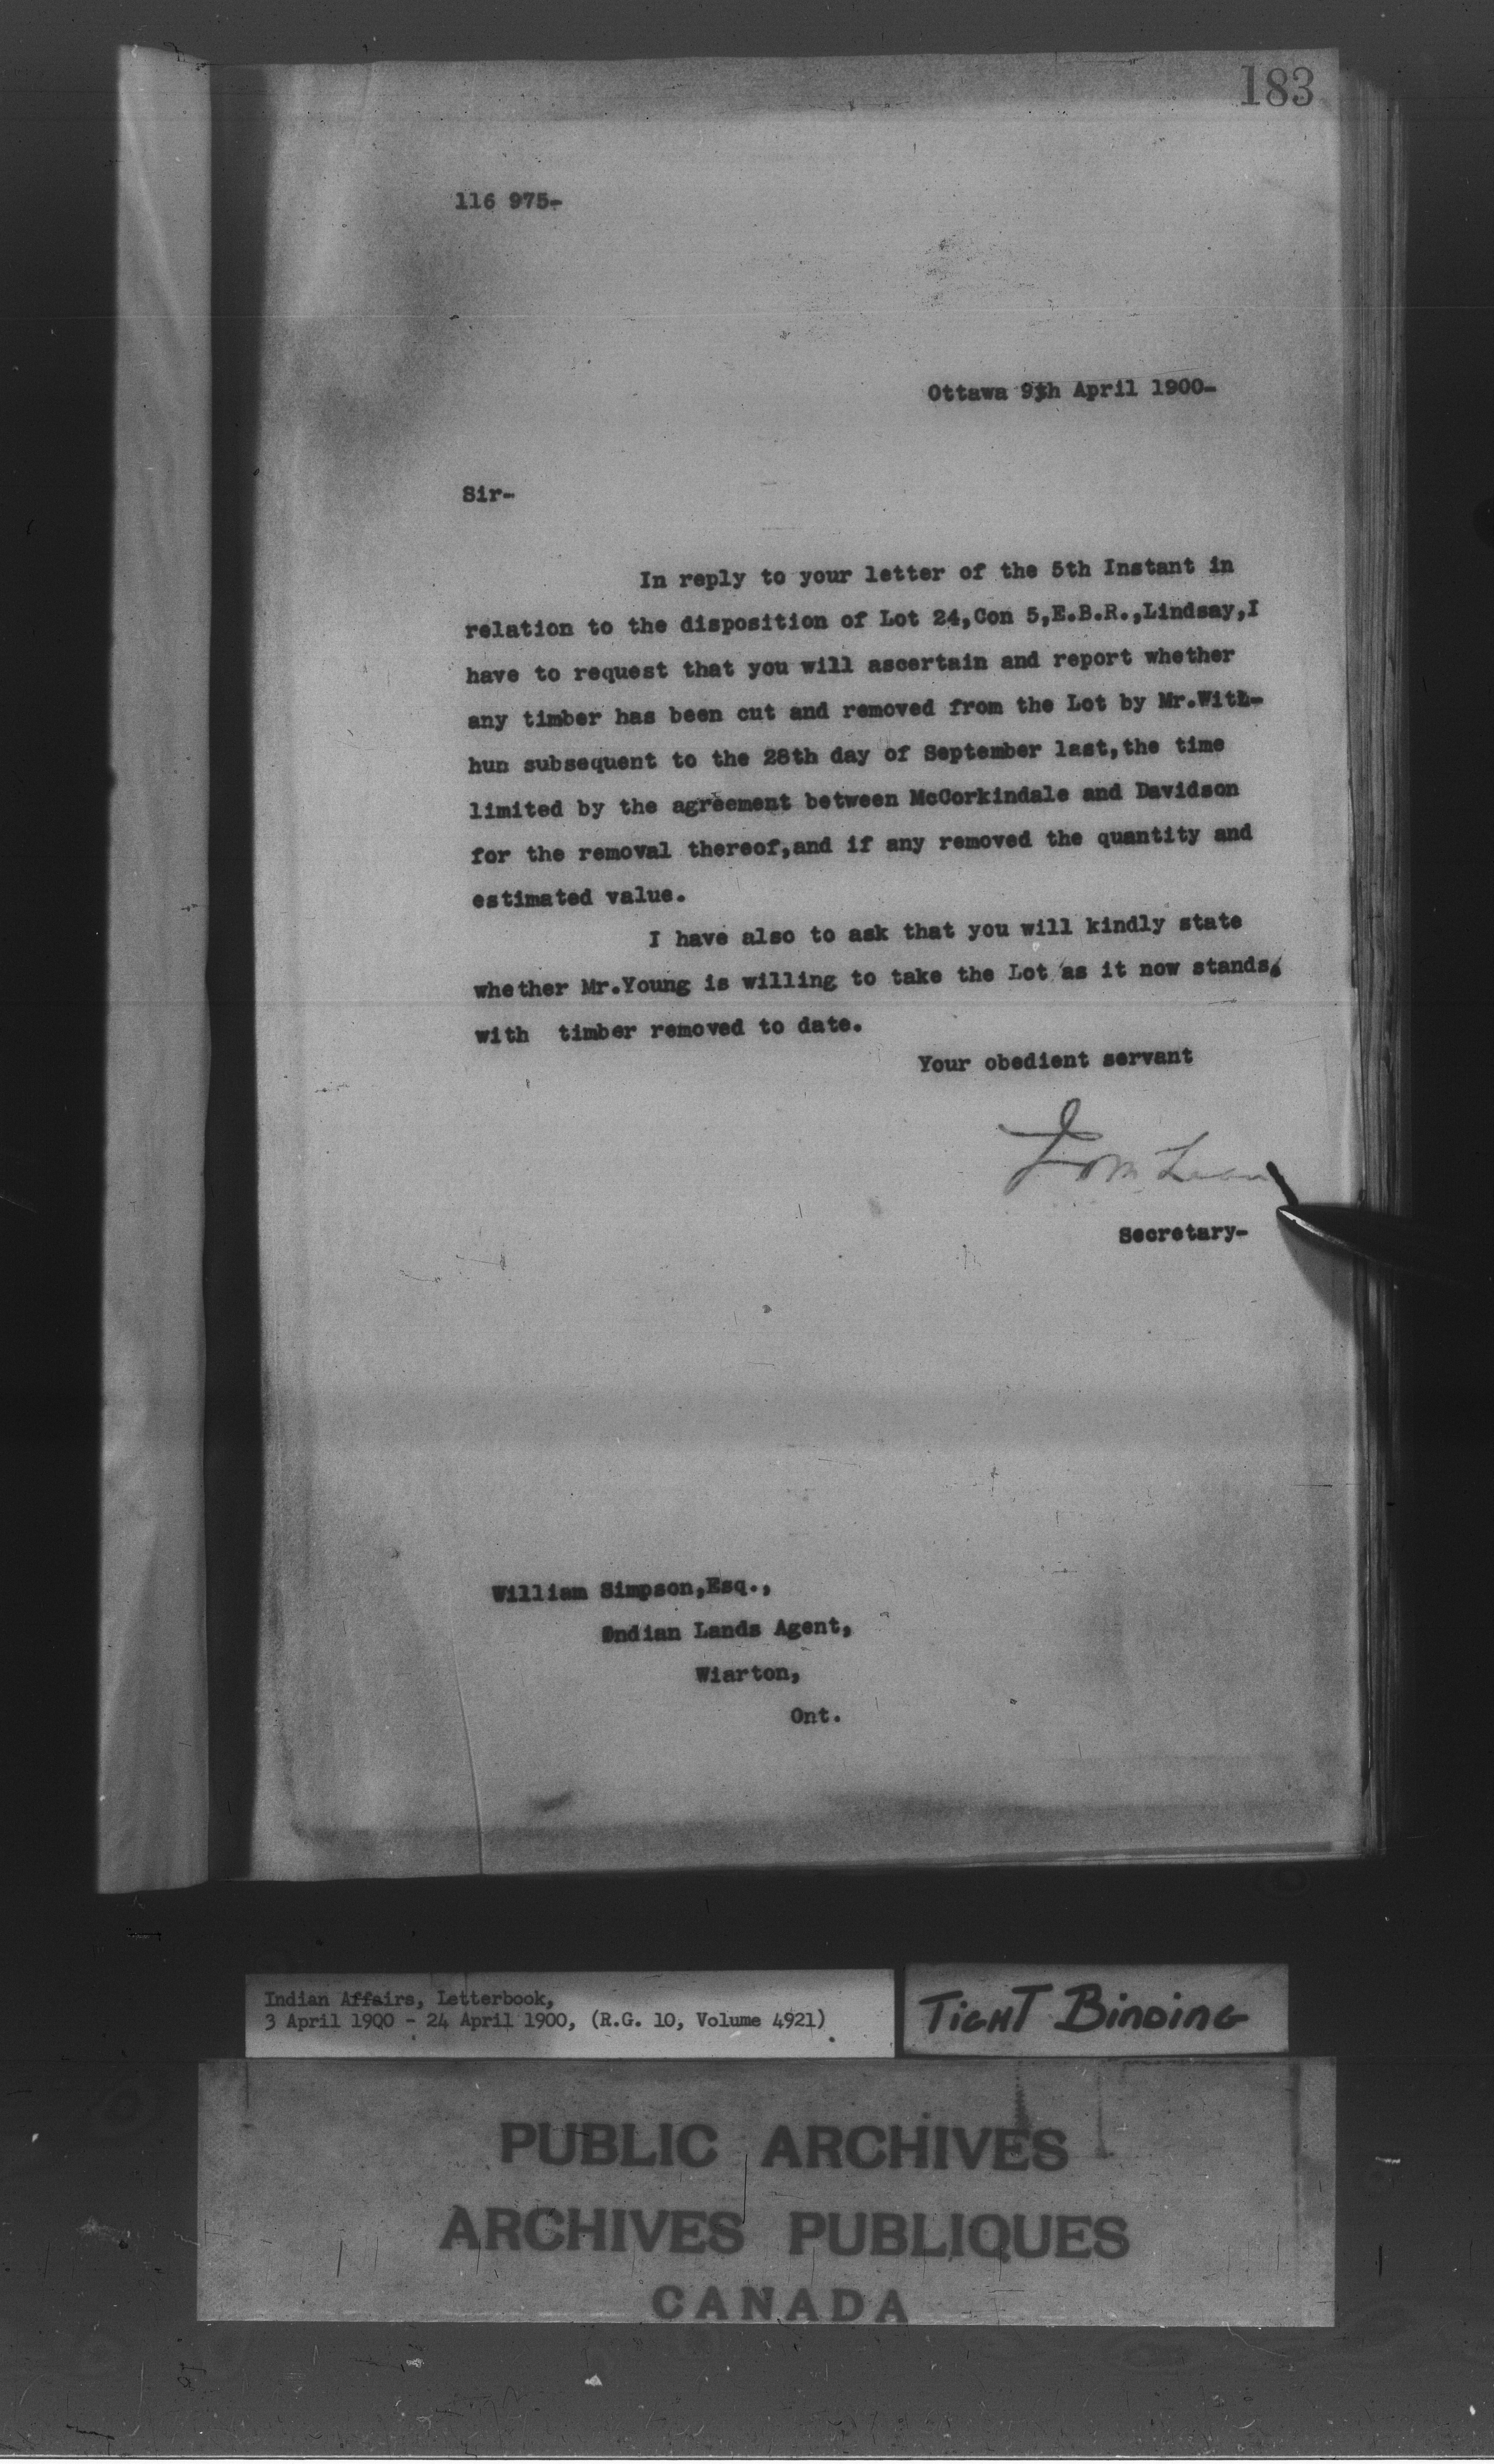 183
116 975-
Ottawa 9th April 1900-
Sir-
In reply to your letter of the 5th Instant in
relation to the disposition of Lot 24,Con 5,E.B.R.,Lindsay,I
have to request that you will ascertain and report whether
any timber has been cut and removed from the Lot by Mr.With-
hun subsequent to the 28th day of September last,the time
limited by the agreement between McCorkindale and Davidson
for the removal thereof,and if any removed the quantity and
estimated value.
I have also to ask that you will kindly state
whether Mr.Young is willing to take the Lot as it now stands,
with timber removed to date.
Your obedient servant
Secretary-
William Simpson,Esq.,
Indian Lands Agent,
Wiarton,
Ont.
Indian Affairs, Letterbook,
3 April 1900 - 24 April 1900, (R.G. 10, Volume 4921)
TIGHT BINDING
PUBLIC ARCHIVES
ARCHIVES PUBLIQUES
CANADA